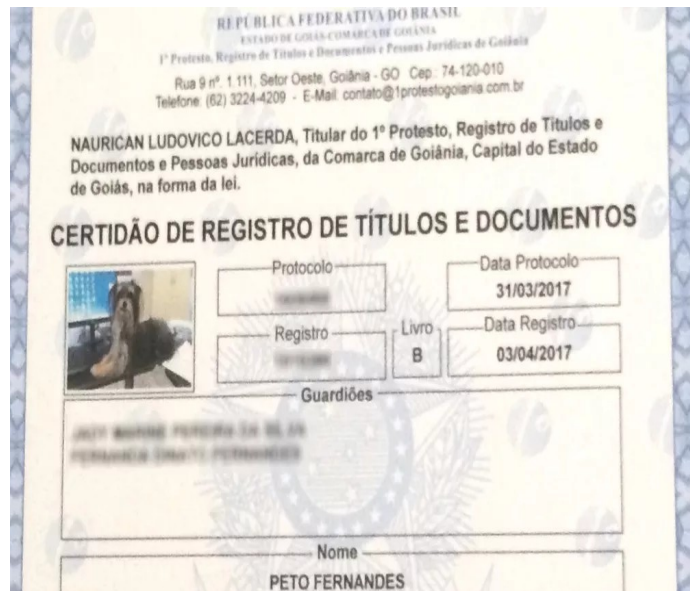 REPÚBLICA FEDERATIVA DO BRASIL
ESTADO DE GOIÁS-COMARCA DE GOIÂNIA
1º Protesto, Registro de Títulos e Documentos e Pessoas Jurídicas de Goiânia
Rua 9 nº. 1.111, Setor Oeste, Goiânia - GO Cep.: 74-120-010
Telefone: (62) 3224-4209 - E-Mail: contato@1protestogoiania.com.br
NAURICAN LUDOVICO LACERDA, Titular do 1º Protesto, Registro de Títulos e
Documentos e Pessoas Jurídicas, da Comarca de Goiânia, Capital do Estado
de Goiás, na forma da lei.
CERTIDÃO DE REGISTRO DE TÍTULOS E DOCUMENTOS
Protocolo
Data Protocolo
31/03/2017
Registro
Livro
B
Data Registro
03/04/2017
Guardiões
Nome
PETO FERNANDES